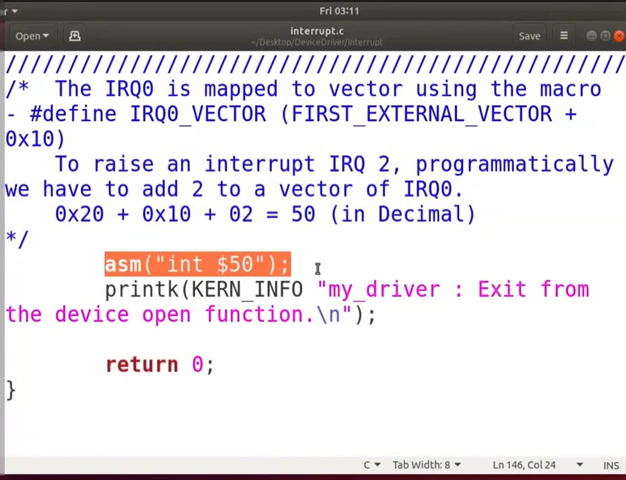 Fri 03:11
Open
interrupt.c
~/Desktop/DeviceDriver/Interrupt
Save
//////////////////////////////////////////////////
/* The IRQ0 is mapped to vector using the macro
- #define IRQ0_VECTOR (FIRST_EXTERNAL_VECTOR +
0x10)
To raise an interrupt IRQ 2, programmatically
we have to add 2 to a vector of IRQ0.
0x20 + 0x10 + 02 = 50 (in Decimal)
*/
asm("int $50");
printk(KERN_INFO "my_driver : Exit from
the device open function.\n");
return 0;
}
C
Tab Width: 8
Ln 146, Col 24
INS